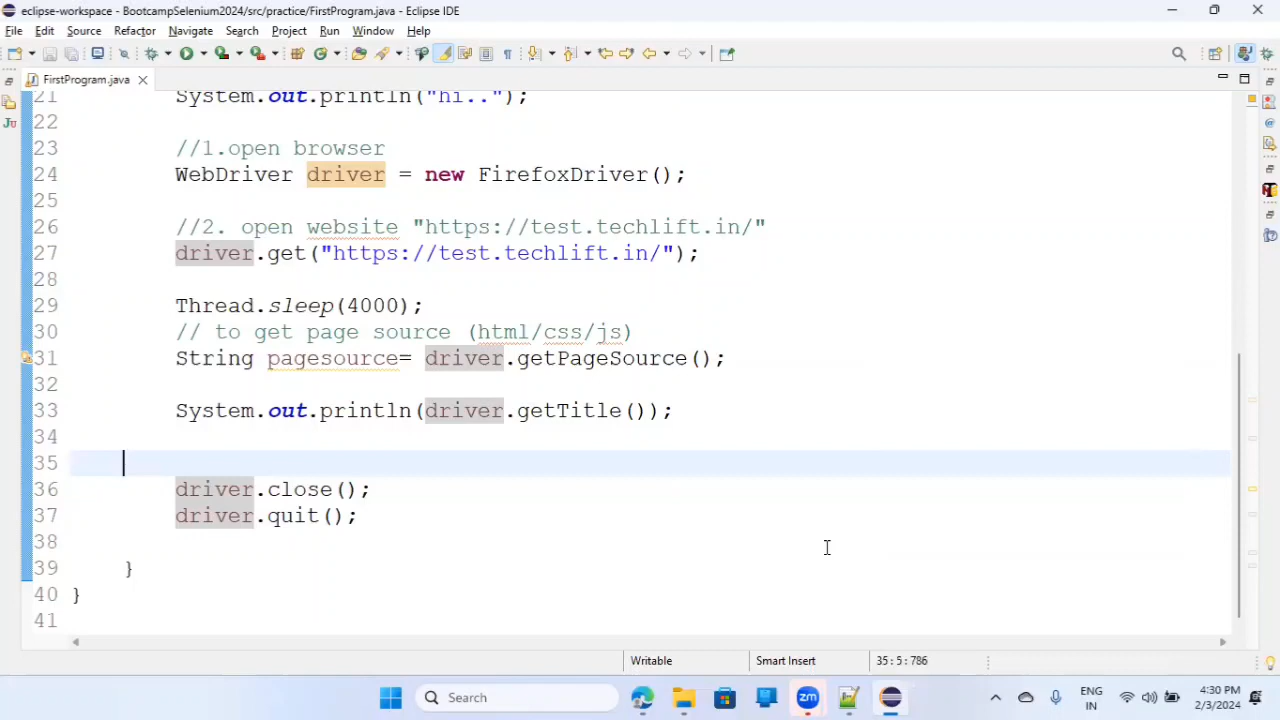 eclipse-workspace - BootcampSelenium2024/src/practice/FirstProgram.java - Eclipse IDE
File Edit Source Refactor Navigate Search Project Run Window Help
FirstProgram.java
21 System.out.println("hi..");
22
23 //1.open browser
24 WebDriver driver = new FirefoxDriver();
25
26 //2. open website "https://test.techlift.in/"
27 driver.get("https://test.techlift.in/");
28
29 Thread.sleep(4000);
30 // to get page source (html/css/js)
31 String pagesource= driver.getPageSource();
32
33 System.out.println(driver.getTitle());
34
35
36 driver.close();
37 driver.quit();
38
39 }
40 }
41
Writable Smart Insert 35:5:786
Search zm ENG 4:30 PM
IN 2/3/2024